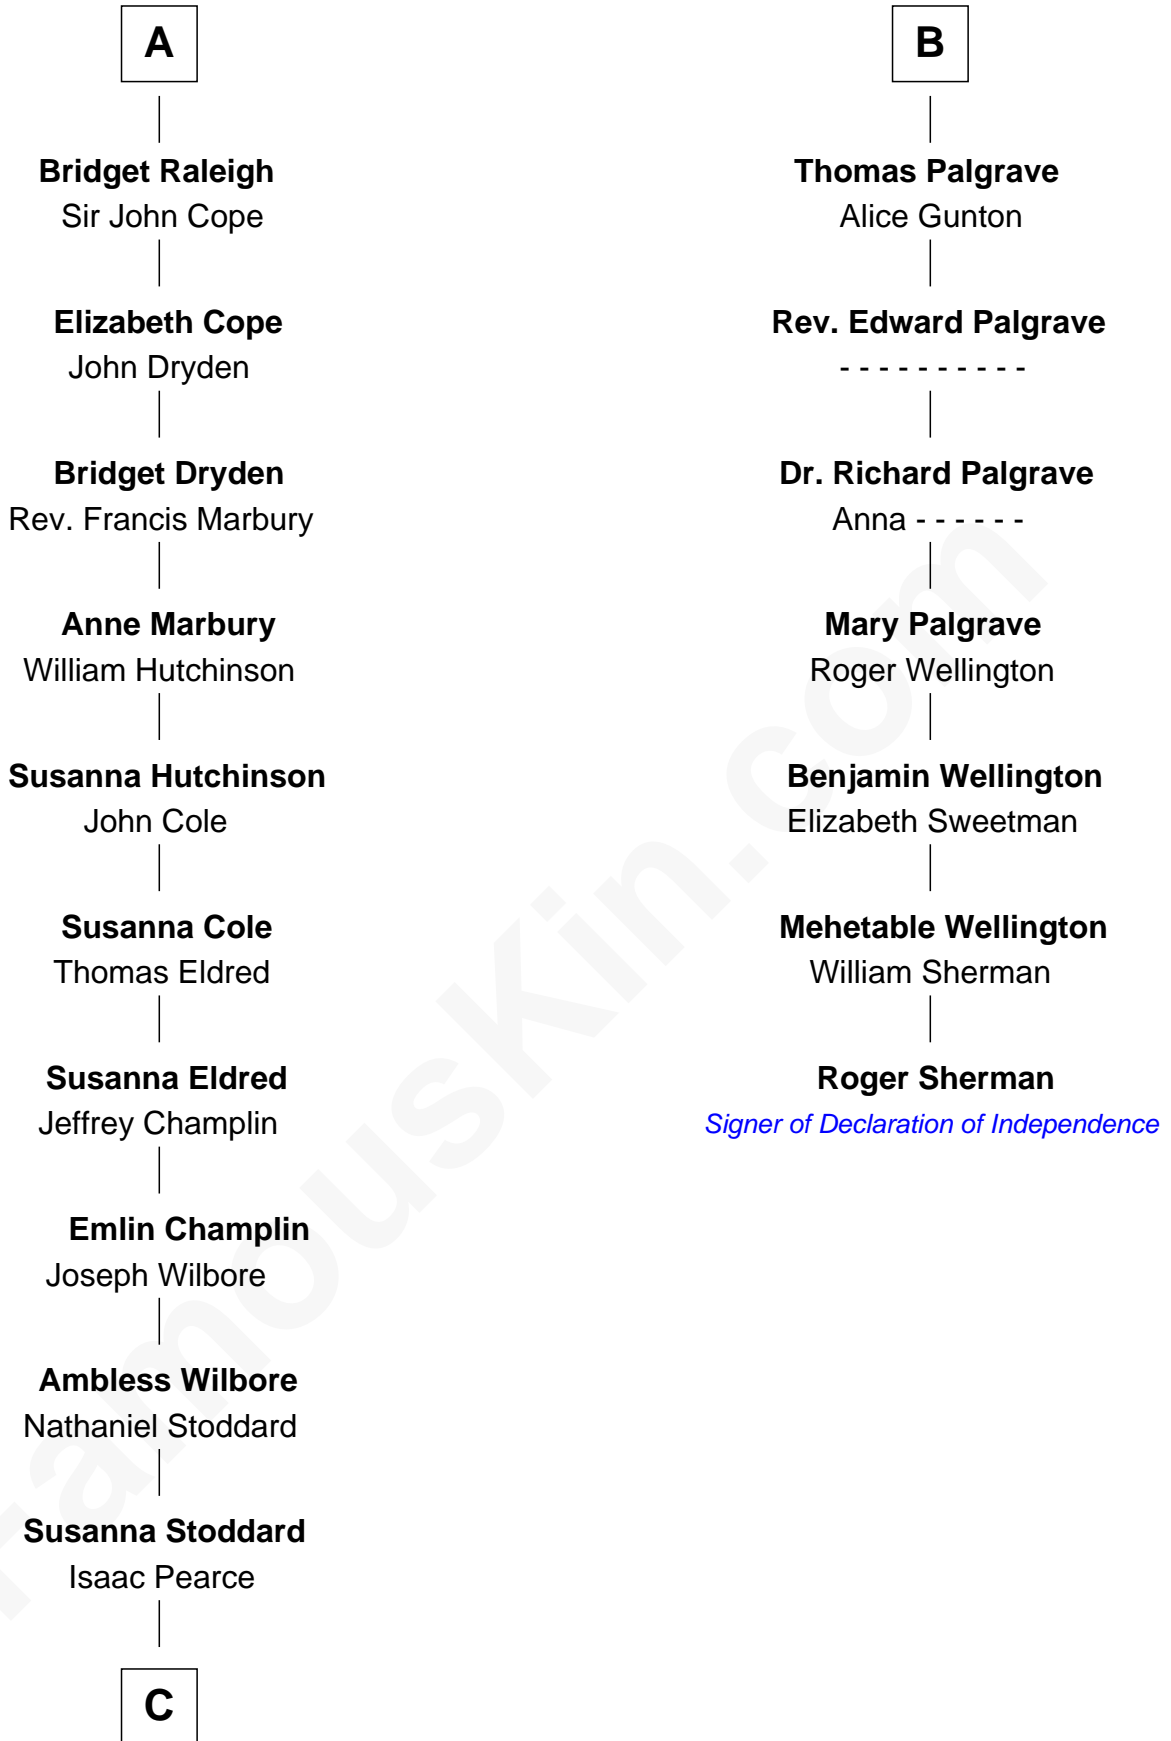 A
Bridget Raleigh
Sir John Cope
Elizabeth Cope
John Dryden
Bridget Dryden
Rev. Francis Marbury
Anne Marbury
William Hutchinson
Susanna Hutchinson
John Cole
Susanna Cole
Thomas Eldred
Susanna Eldred
Jeffrey Champlin
Emlin Champlin
Joseph Wilbore
Ambless Wilbore
Nathaniel Stoddard
Susanna Stoddard
Isaac Pearce
C
B
Thomas Palgrave
Alice Gunton
Rev. Edward Palgrave
- - - - - - - - - -
Dr. Richard Palgrave
Anna - - - - - -
Mary Palgrave
Roger Wellington
Benjamin Wellington
Elizabeth Sweetman
Mehetable Wellington
William Sherman
Roger Sherman
Signer of Declaration of Independence
FamousKin.com